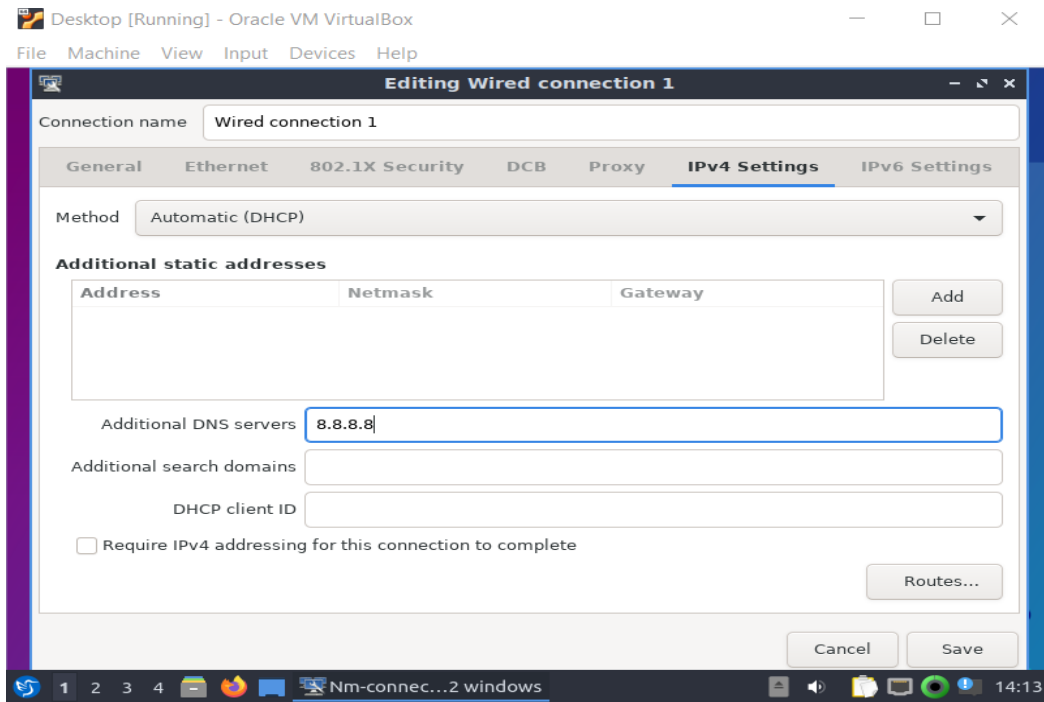 Desktop [Running] - Oracle VM VirtualBox
File Machine View Input Devices Help
Editing Wired connection 1
Connection name Wired connection 1
General Ethernet 802.1X Security DCB Proxy IPv4 Settings IPv6 Settings
Method Automatic (DHCP)
Additional static addresses
Address Netmask Gateway Add
Delete
Additional DNS servers 8.8.8.8
Additional search domains
DHCP client ID
Require IPv4 addressing for this connection to complete
Routes...
Cancel Save
1 2 3 4 Nm-connec...2 windows 14:13